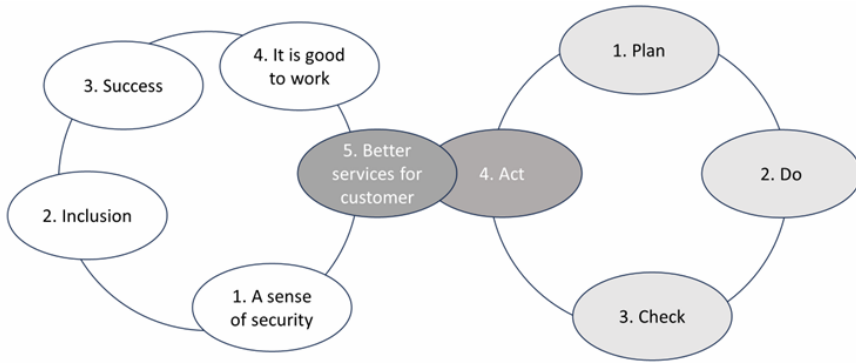 4. It is good
to work
3. Success
5. Better
services for
customer
2. Inclusion
1. A sense
of security
1. Plan
4. Act
2. Do
3. Check